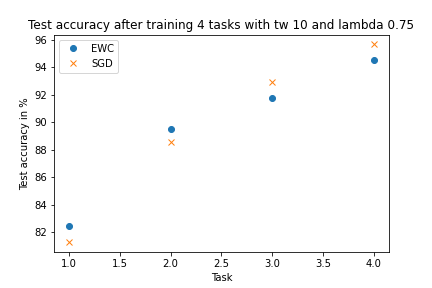 Test accuracy after training 4 tasks with tw 10 and lambda 0.75
EWC
SGD
Test accuracy in %
96
94
92
90
88
86
84
82
1.0 1.5 2.0 2.5 3.0 3.5 4.0
Task